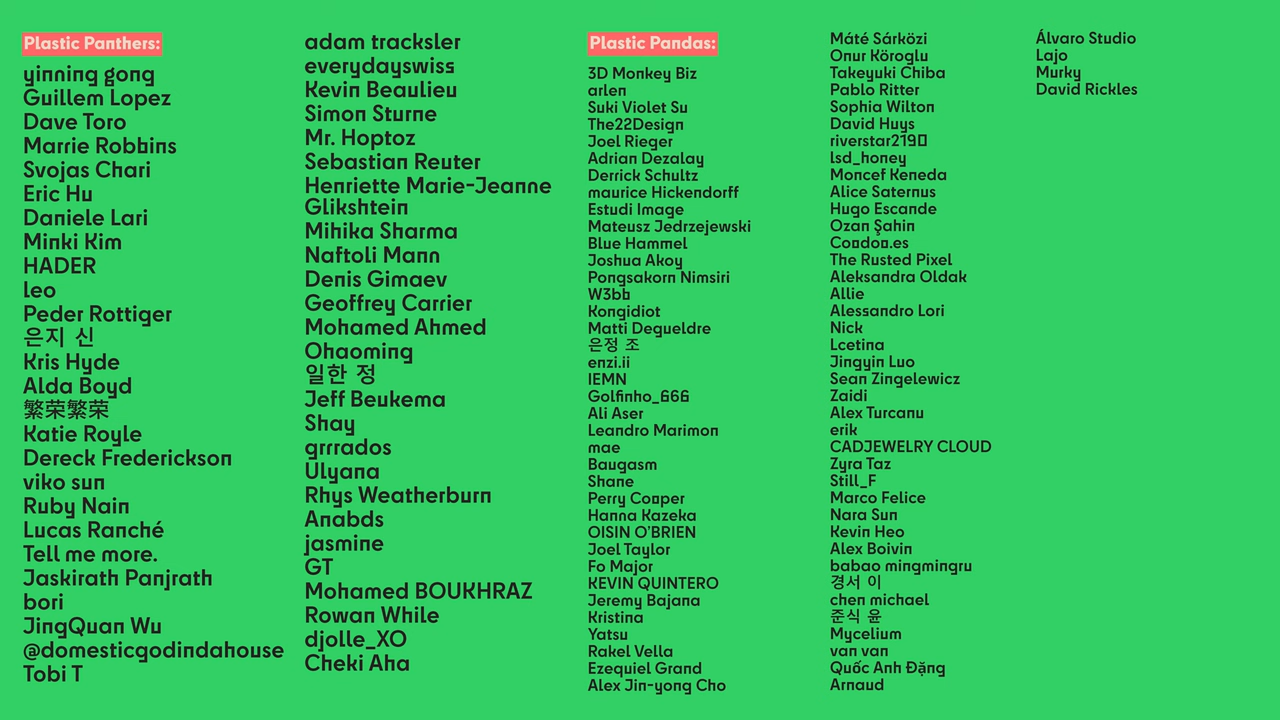 Plastic Panthers:
yinning gong
Guillem Lopez
Dave Toro
Marrie Robbins
Svojas Chari
Eric Hu
Daniele Lari
Minki Kim
HADER
leo
Peder Rottiger
은지 신
Kris Hyde
Alda Boyd
繁荣繁荣
Katie Royle
Dereck Frederickson
viko sun
Ruby Nain
Lucas Ranché
Tell me more.
Jaskirath Panjrath
bori
JingQuan Wu
@domesticgodindahouse
Tobi T
adam tracksler
everydayswiss
Kevin Beaulieu
Simon Sturne
Mr. Hoptoz
Sebastian Reuter
Henriette Marie-Jeanne
Glikshtein
Mihika Sharma
Naftoli Mann
Denis Gimaev
Geoffrey Carrier
Mohamed Ahmed
Ohaoming
일한 정
Jeff Beukema
Shay
grrrados
Ulyana
Rhys Weatherburn
Anabds
jasmine
GT
Mohamed BOUKHRAZ
Rowan While
djolle_XO
Cheki Aha
Plastic Pandas:
3D Monkey Biz
arlen
Suki Violet Su
The22Design
Joel Rieger
Adrian Dezalay
Derrick Schultz
maurice Hickendorff
Estudi Image
Mateusz Jedrzejewski
Blue Hammel
Joshua Akoy
Pongsakorn Nimsiri
W3bb
Kongidiot
Matti Degueldre
은정 조
enzi.ii
IEMN
Golfinho_666
Ali Aser
Leandro Marimon
mae
Baugasm
Shane
Perry Cooper
Hanna Kazeka
OISIN O'BRIEN
Joel Taylor
Fo Major
KEVIN QUINTERO
Jeremy Bajana
Kristina
Yatsu
Rakel Vella
Ezequiel Grand
Alex Jin-yong Cho
Máté Sárközi
Onur Köroglu
Takeyuki Chiba
Pablo Ritter
Sophia Wilton
David Huys
riverstar2190
lsd_honey
Moncef Keneda
Alice Saternus
Hugo Escande
Ozan Şahin
Condon.es
The Rusted Pixel
Aleksandra Oldak
Allie
Alessandro Lori
Nick
Lcetina
Jingyin Luo
Sean Zingelewicz
Zaidi
Alex Turcanu
erik
CADJEWELRY CLOUD
Zyra Taz
Still_F
Marco Felice
Nara Sun
Kevin Heo
Alex Boivin
babao mingmingru
경서 이
chen michael
준식 윤
Mycelium
van van
Quốc Anh Đặng
Arnaud
Álvaro Studio
Lajo
Murky
David Rickles